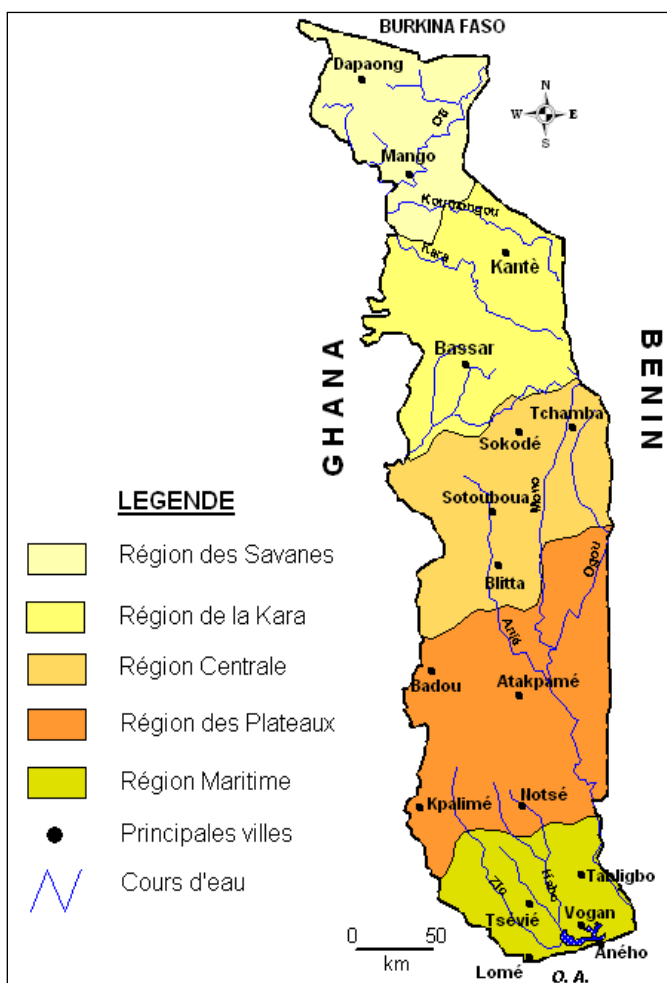 BURKINA FASO
Dapaong
N
W
E
S
Oti
Mango
Koumongou
Kara
Kantè
GHANA
BENIN
Bassar
Tchamba
Sokodé
Sotouboua
Mono
Ogou
Blitta
Anié
Badou
Atakpamé
Kpalimé
Notsé
Zio
Haho
Tabligbo
Tsévié
Vogan
Aného
Lomé
O. A.
LEGENDE
Région des Savanes
Région de la Kara
Région Centrale
Région des Plateaux
Région Maritime
Principales villes
Cours d'eau
0 50
km